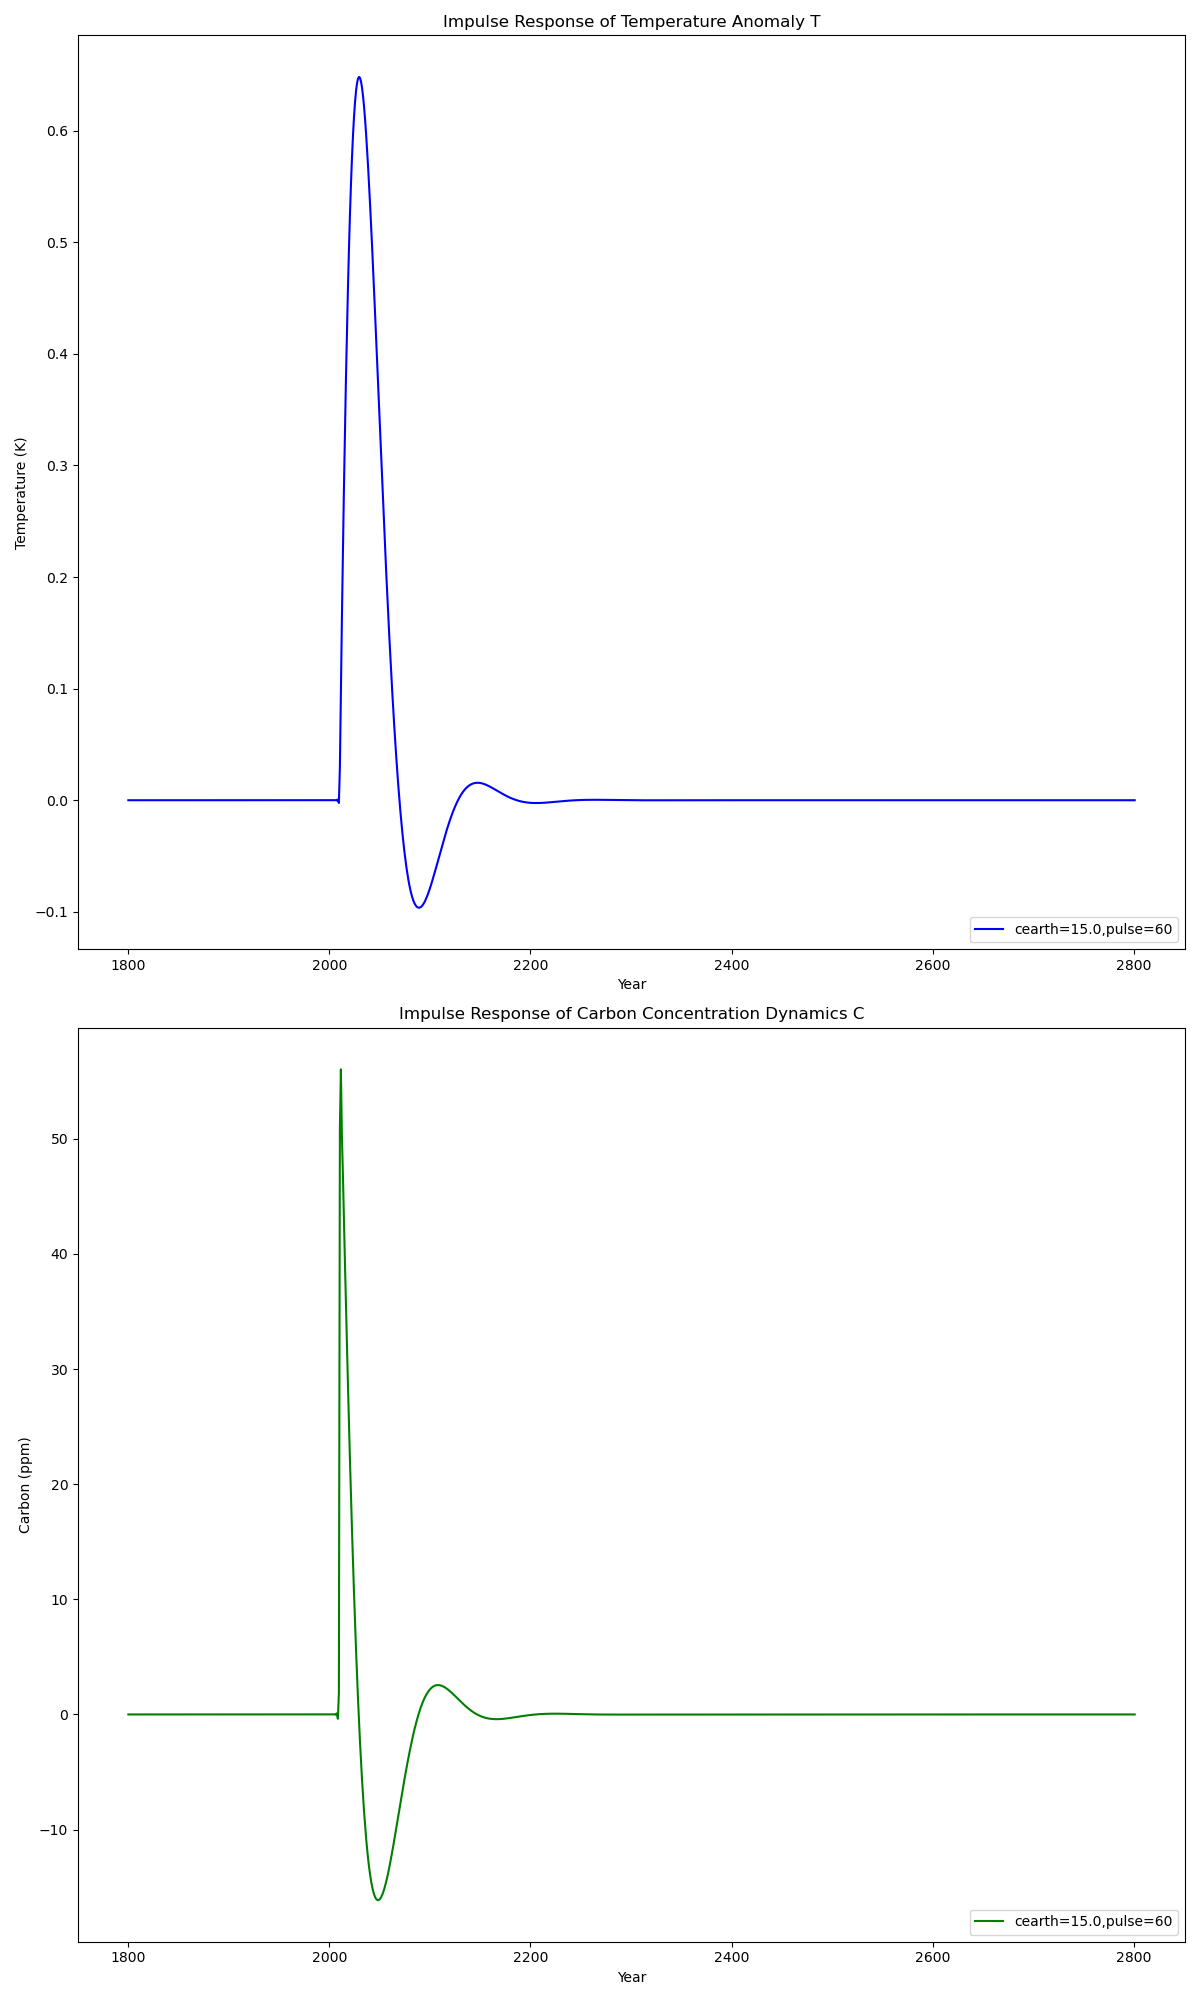 Impulse Response of Temperature Anomaly T
0.6
0.5
0.4
0.3
0.2
0.1
0.0
−0.1
Temperature (K)
cearth=15.0,pulse=60
1800 2000 2200 2400 2600 2800
Year
Impulse Response of Carbon Concentration Dynamics C
50
40
30
20
10
0
−10
Carbon (ppm)
cearth=15.0,pulse=60
1800 2000 2200 2400 2600 2800
Year